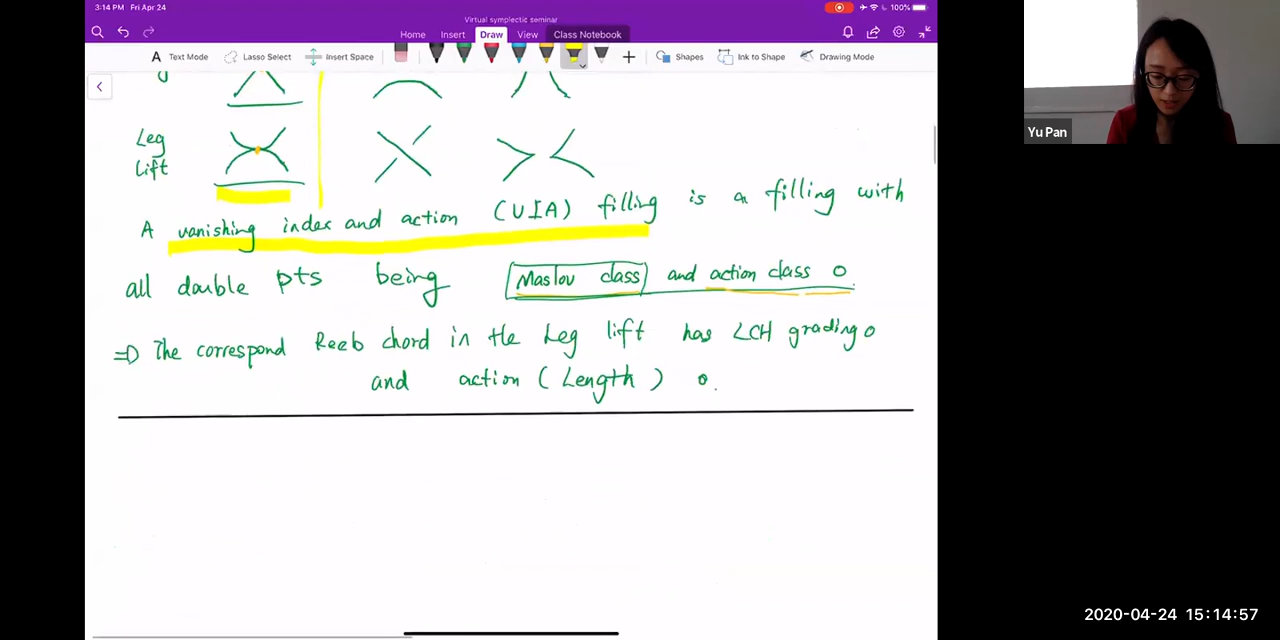 3:14 PM Fri Apr 24
100%
Virtual symplectic seminar
Home Insert Draw View Class Notebook
Text Mode Lasso Select Insert Space Shapes Ink to Shape Drawing Mode
Leg
lift
A vanishing index and action (VIA) filling is a filling with
all double pts being Maslov class and action class 0.
⇒ The correspond Reeb chord in the Leg lift has LCH grading 0
and action (Length) 0.
Yu Pan
2020-04-24 15:14:57